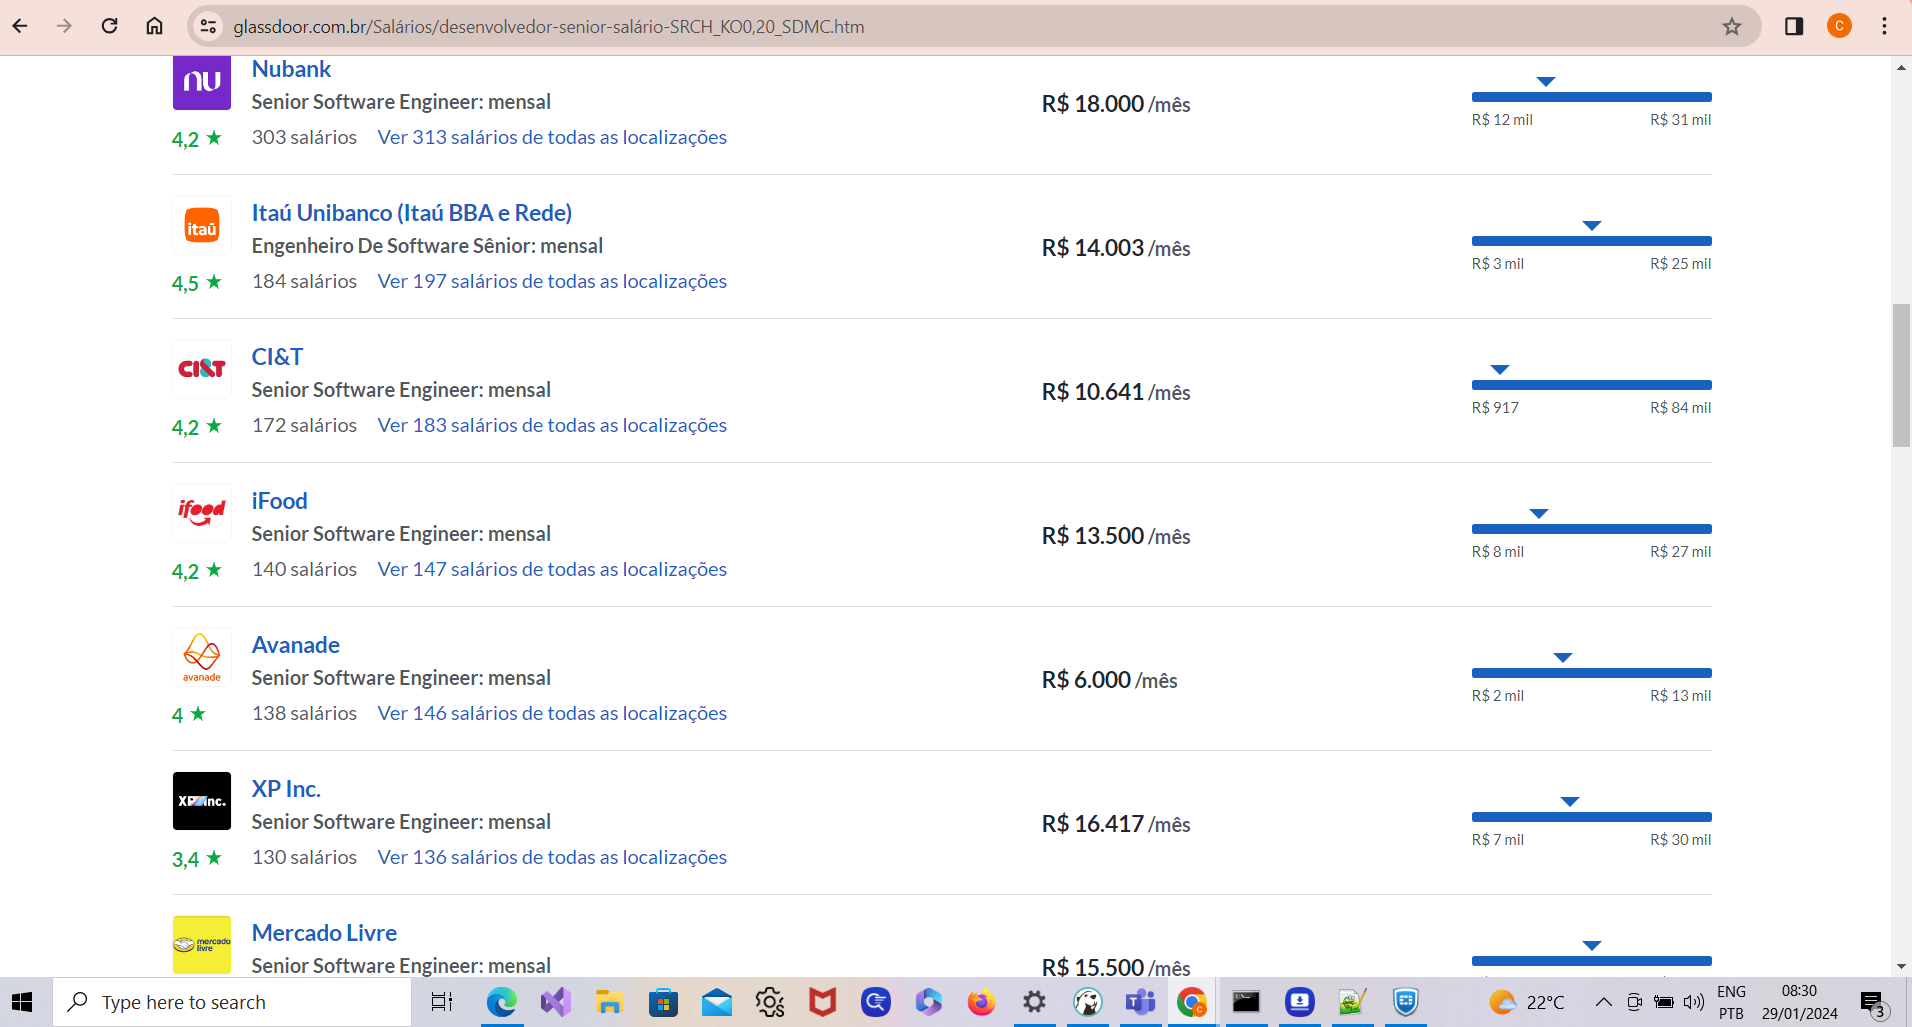 glassdoor.com.br/Salários/desenvolvedor-senior-salário-SRCH_KO0,20_SDMC.htm
C
nu
Nubank
Senior Software Engineer: mensal
4,2 ★ 303 salários Ver 313 salários de todas as localizações
R$ 18.000 /mês
R$ 12 mil R$ 31 mil
itaú
Itaú Unibanco (Itaú BBA e Rede)
Engenheiro De Software Sênior: mensal
4,5 ★ 184 salários Ver 197 salários de todas as localizações
R$ 14.003 /mês
R$ 3 mil R$ 25 mil
CI&T
CI&T
Senior Software Engineer: mensal
4,2 ★ 172 salários Ver 183 salários de todas as localizações
R$ 10.641 /mês
R$ 917 R$ 84 mil
ifood
iFood
Senior Software Engineer: mensal
4,2 ★ 140 salários Ver 147 salários de todas as localizações
R$ 13.500 /mês
R$ 8 mil R$ 27 mil
avanade
Avanade
Senior Software Engineer: mensal
4 ★ 138 salários Ver 146 salários de todas as localizações
R$ 6.000 /mês
R$ 2 mil R$ 13 mil
XP inc.
XP Inc.
Senior Software Engineer: mensal
3,4 ★ 130 salários Ver 136 salários de todas as localizações
R$ 16.417 /mês
R$ 7 mil R$ 30 mil
mercado
livre
Mercado Livre
Senior Software Engineer: mensal
R$ 15.500 /mês
Type here to search
22°C
ENG
PTB
08:30
29/01/2024
3